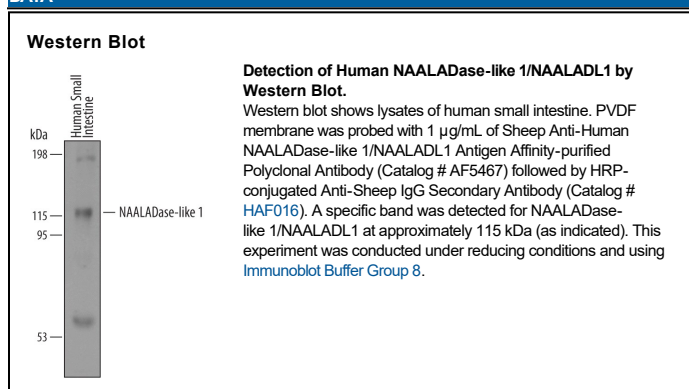 DATA
Western Blot
Human Small
Intestine
kDa
198
115
95
53
NAALADase-like 1
Detection of Human NAALADase-like 1/NAALADL1 by
Western Blot.
Western blot shows lysates of human small intestine. PVDF
membrane was probed with 1 µg/mL of Sheep Anti-Human
NAALADase-like 1/NAALADL1 Antigen Affinity-purified
Polyclonal Antibody (Catalog # AF5467) followed by HRP-
conjugated Anti-Sheep IgG Secondary Antibody (Catalog #
HAF016). A specific band was detected for NAALADase-
like 1/NAALADL1 at approximately 115 kDa (as indicated). This
experiment was conducted under reducing conditions and using
Immunoblot Buffer Group 8.